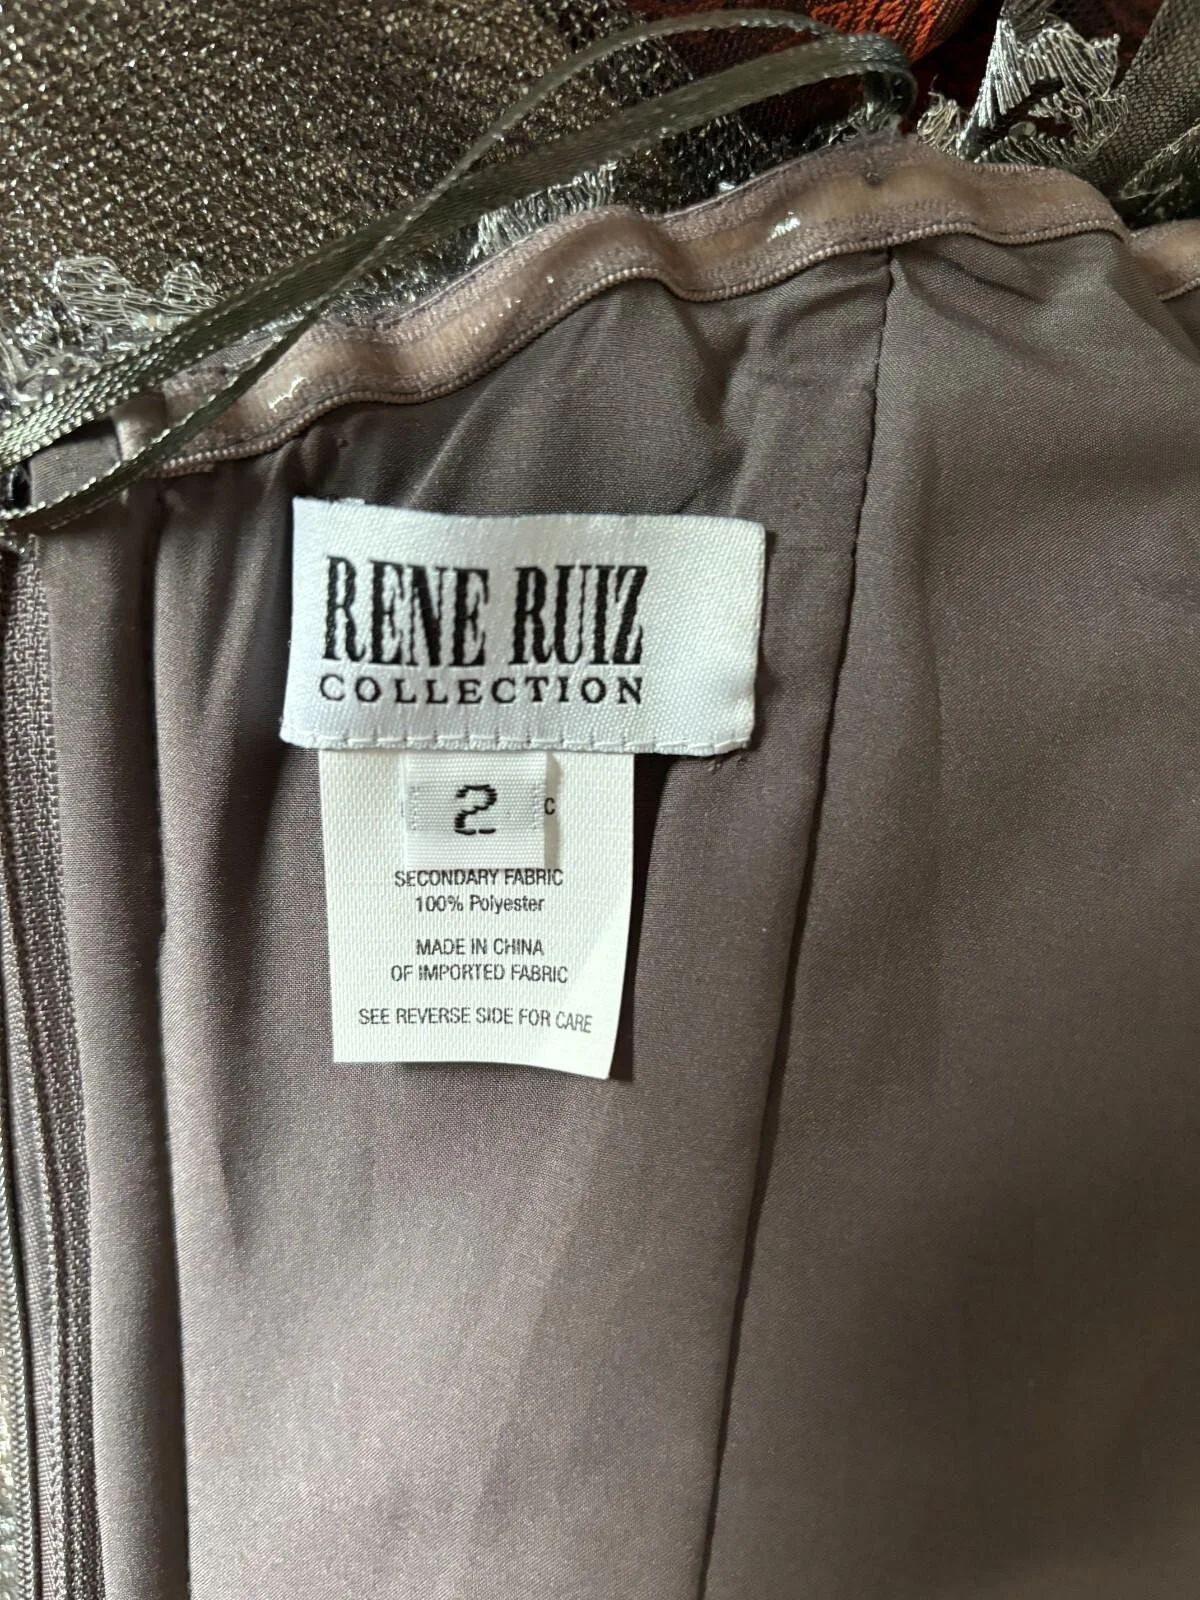 RENE RUIZ
COLLECTION
2
C
SECONDARY FABRIC
100% Polyester
MADE IN CHINA
OF IMPORTED FABRIC
SEE REVERSE SIDE FOR CARE